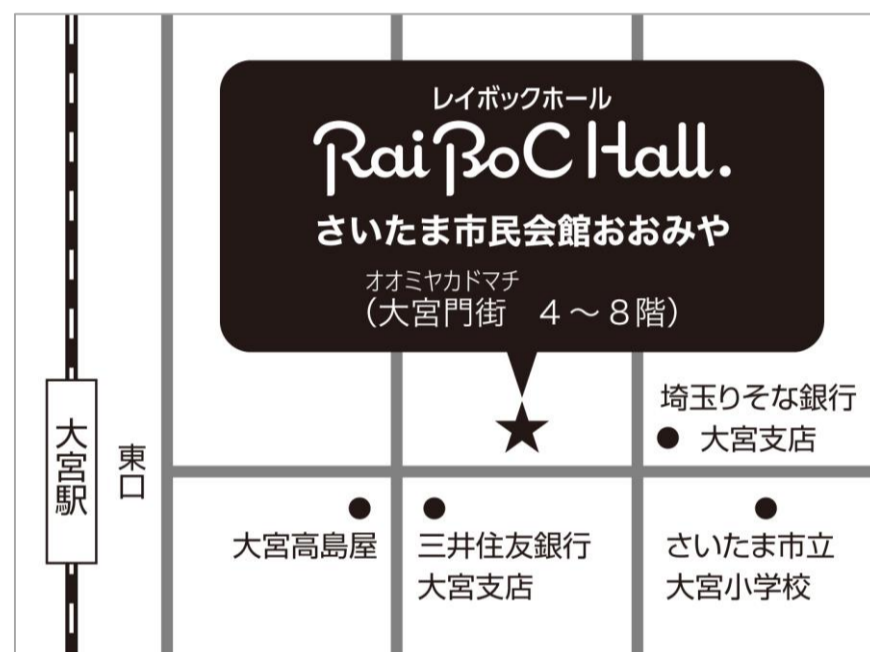 レイボックホール
RaiBoC Hall.
さいたま市民会館おおみや
オオミヤカドマチ
(大宮門街　4～8階)
埼玉りそな銀行
大宮支店
大宮駅
東口
大宮高島屋
三井住友銀行
大宮支店
さいたま市立
大宮小学校